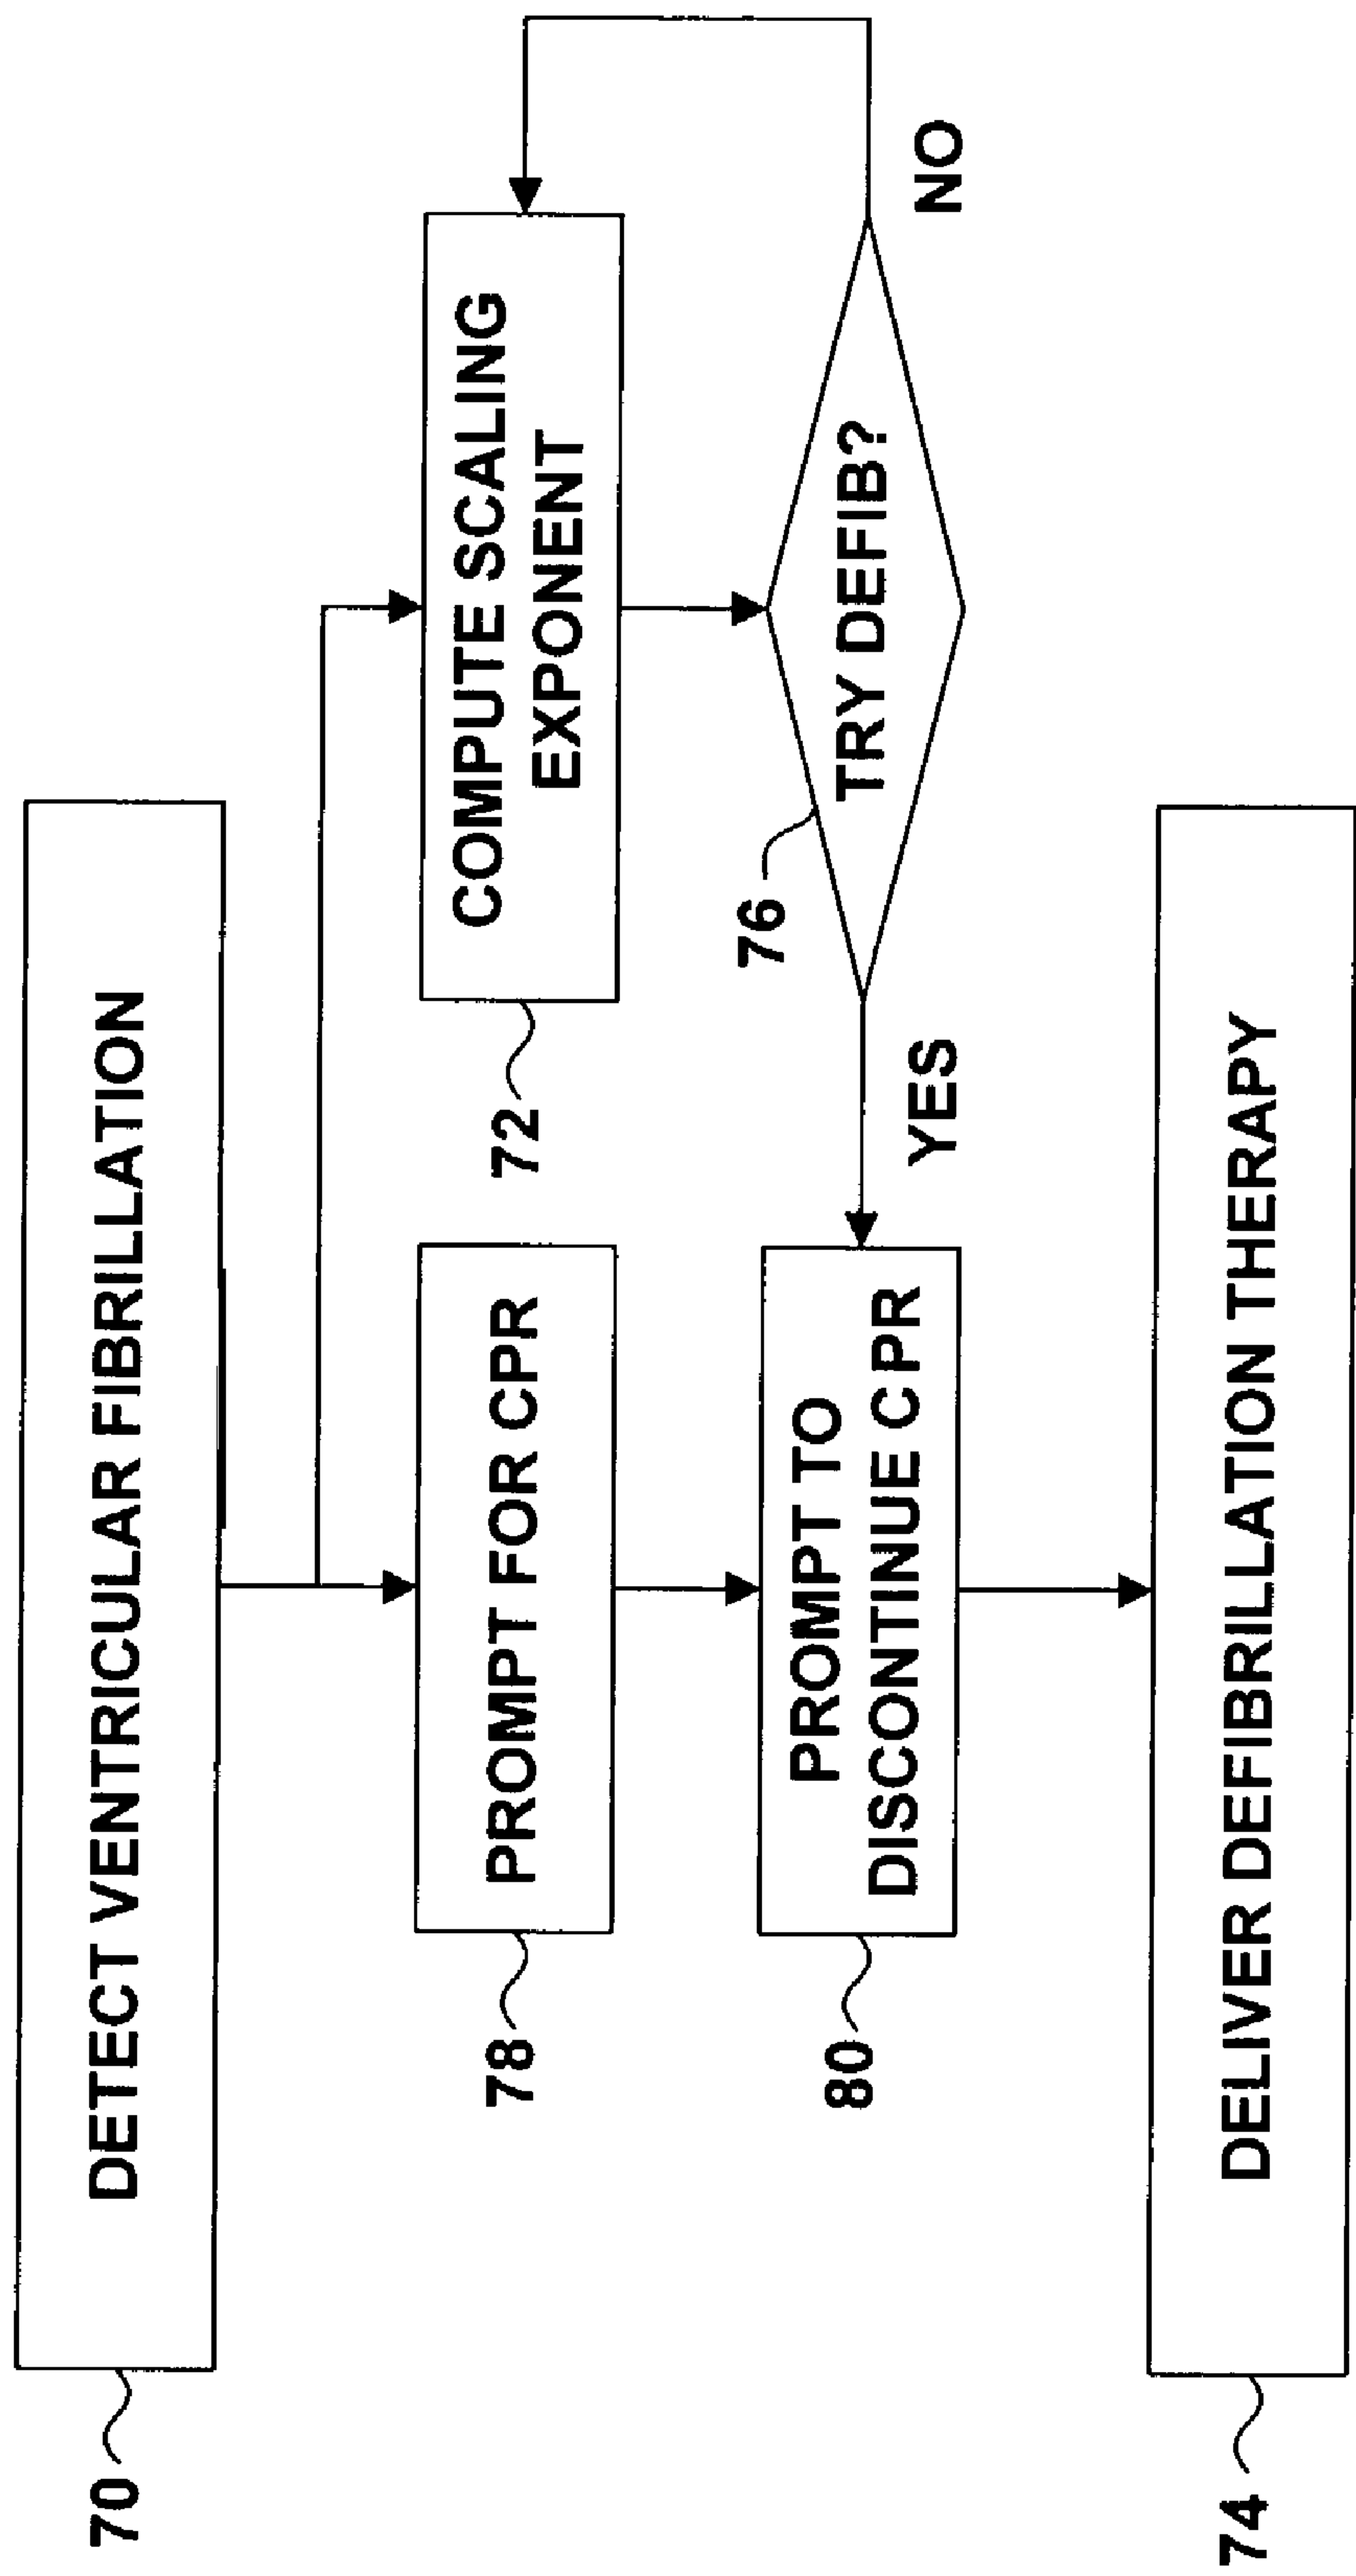 DETECT VENTRICULAR FIBRILLATION
70
PROMPT FOR CPR
78
COMPUTE SCALING
EXPONENT
72
76
TRY DEFIB?
NO
YES
PROMPT TO
DISCONTINUE CPR
80
DELIVER DEFIBRILLATION THERAPY
74